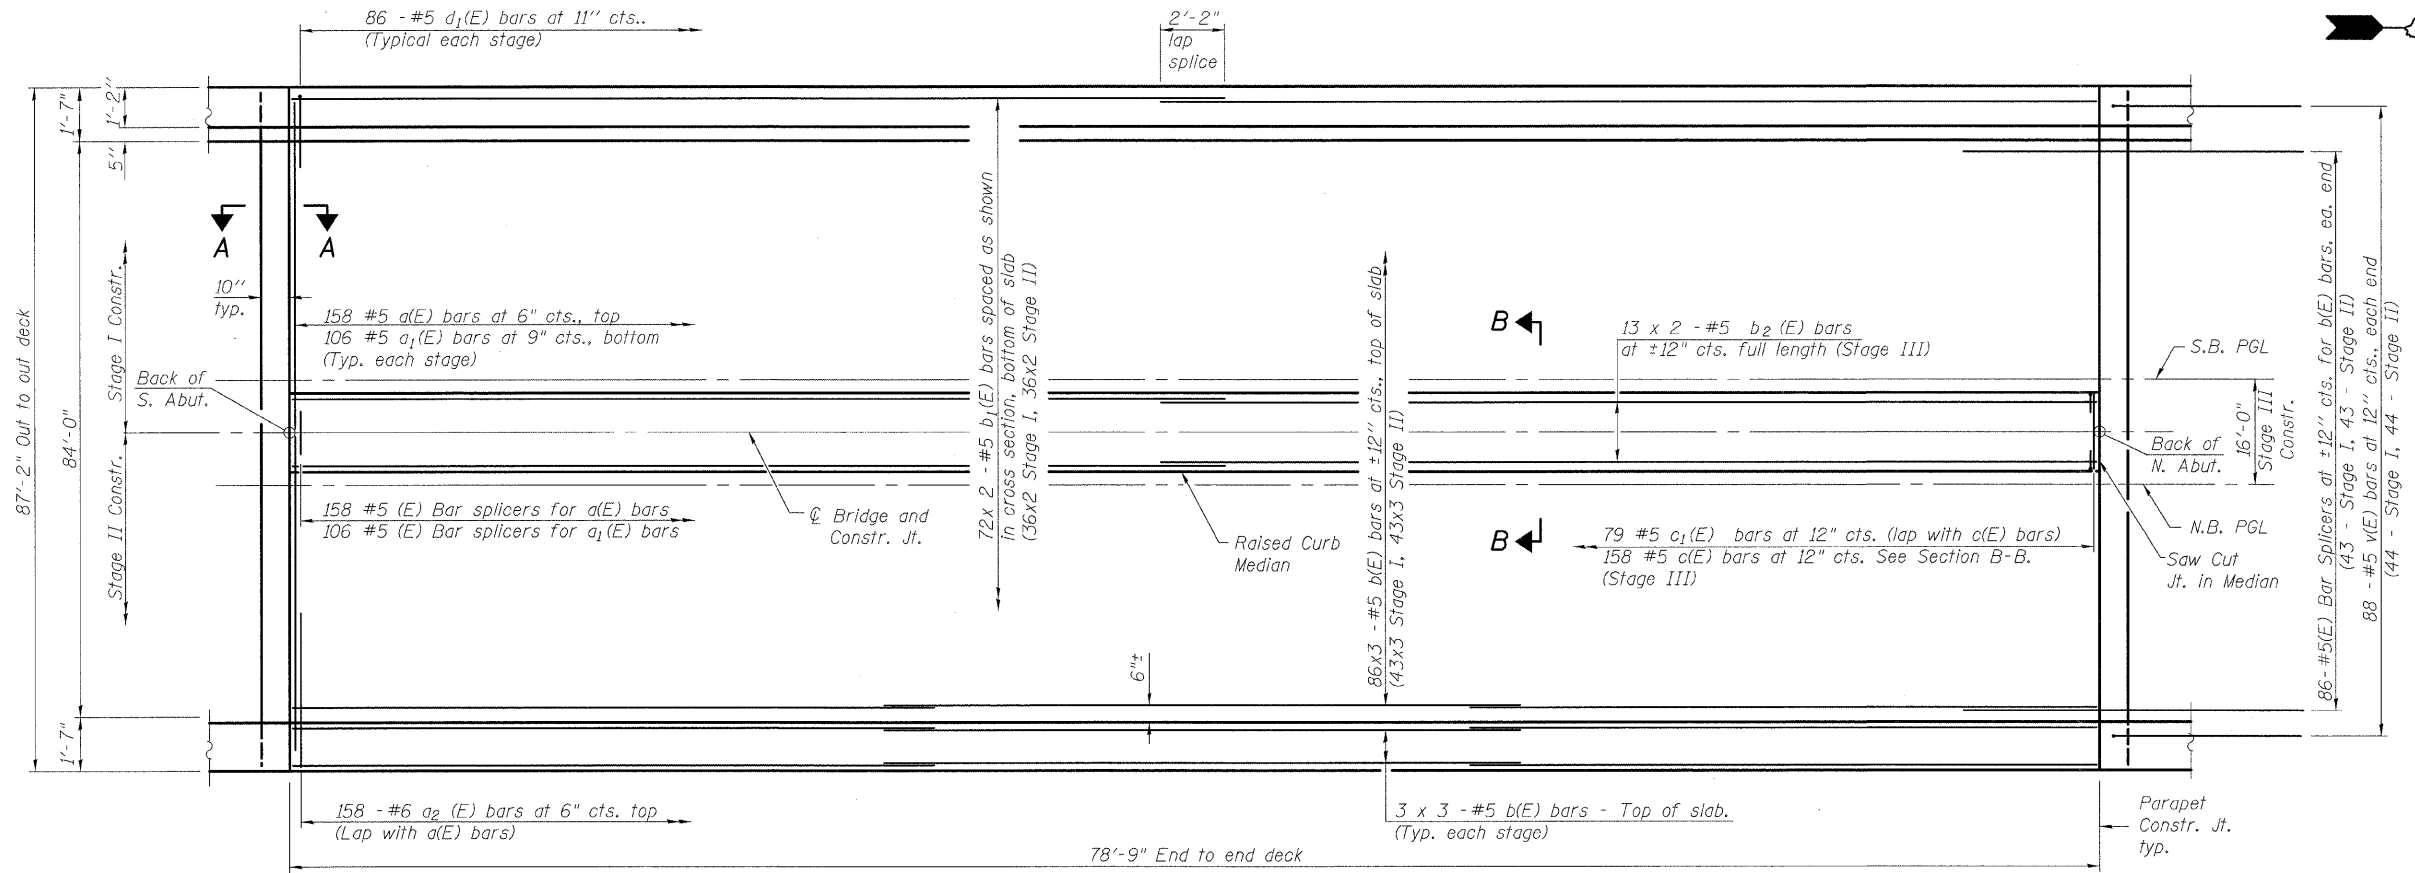 86 - #5 d1(E) bars at 11'' cts..
(Typical each stage)
2'-2"
lap
splice
1'-7"
1'-2''
5''
87'-2" Out to out deck
84'-0"
1'-7"
Stage I Constr.
Stage II Constr.
A
A
10''
typ.
Back of
S. Abut.
158 #5 a(E) bars at 6" cts., top
106 #5 a1(E) bars at 9" cts., bottom
(Typ. each stage)
158 #5 (E) Bar splicers for a(E) bars
106 #5 (E) Bar splicers for a1(E) bars
℄ Bridge and
Constr. Jt.
72x 2 - #5 b1(E) bars spaced as shown
in cross section, bottom of slab
(36x2 Stage I, 36x2 Stage II)
Raised Curb
Median
86x3 - #5 b(E) bars at ±12'' cts., top of slab
(43x3 Stage I, 43x3 Stage II)
B
B
13 x 2 - #5 b2 (E) bars
at ±12" cts. full length (Stage III)
79 #5 c1(E) bars at 12" cts. (lap with c(E) bars)
158 #5 c(E) bars at 12" cts. See Section B-B.
(Stage III)
S.B. PGL
16'-0"
Stage III
Constr.
Back of
N. Abut.
N.B. PGL
Saw Cut
Jt. in Median
86-#5(E) Bar Splicers at ±12'' cts. for b(E) bars, ea. end
(43 - Stage I, 43 - Stage II)
88 - #5 v(E) bars at 12'' cts., each end
(44 - Stage I, 44 - Stage II)
6"±
158 - #6 a2 (E) bars at 6" cts. top
(Lap with a(E) bars)
3 x 3 - #5 b(E) bars - Top of slab.
(Typ. each stage)
Parapet
Constr. Jt.
typ.
78'-9" End to end deck